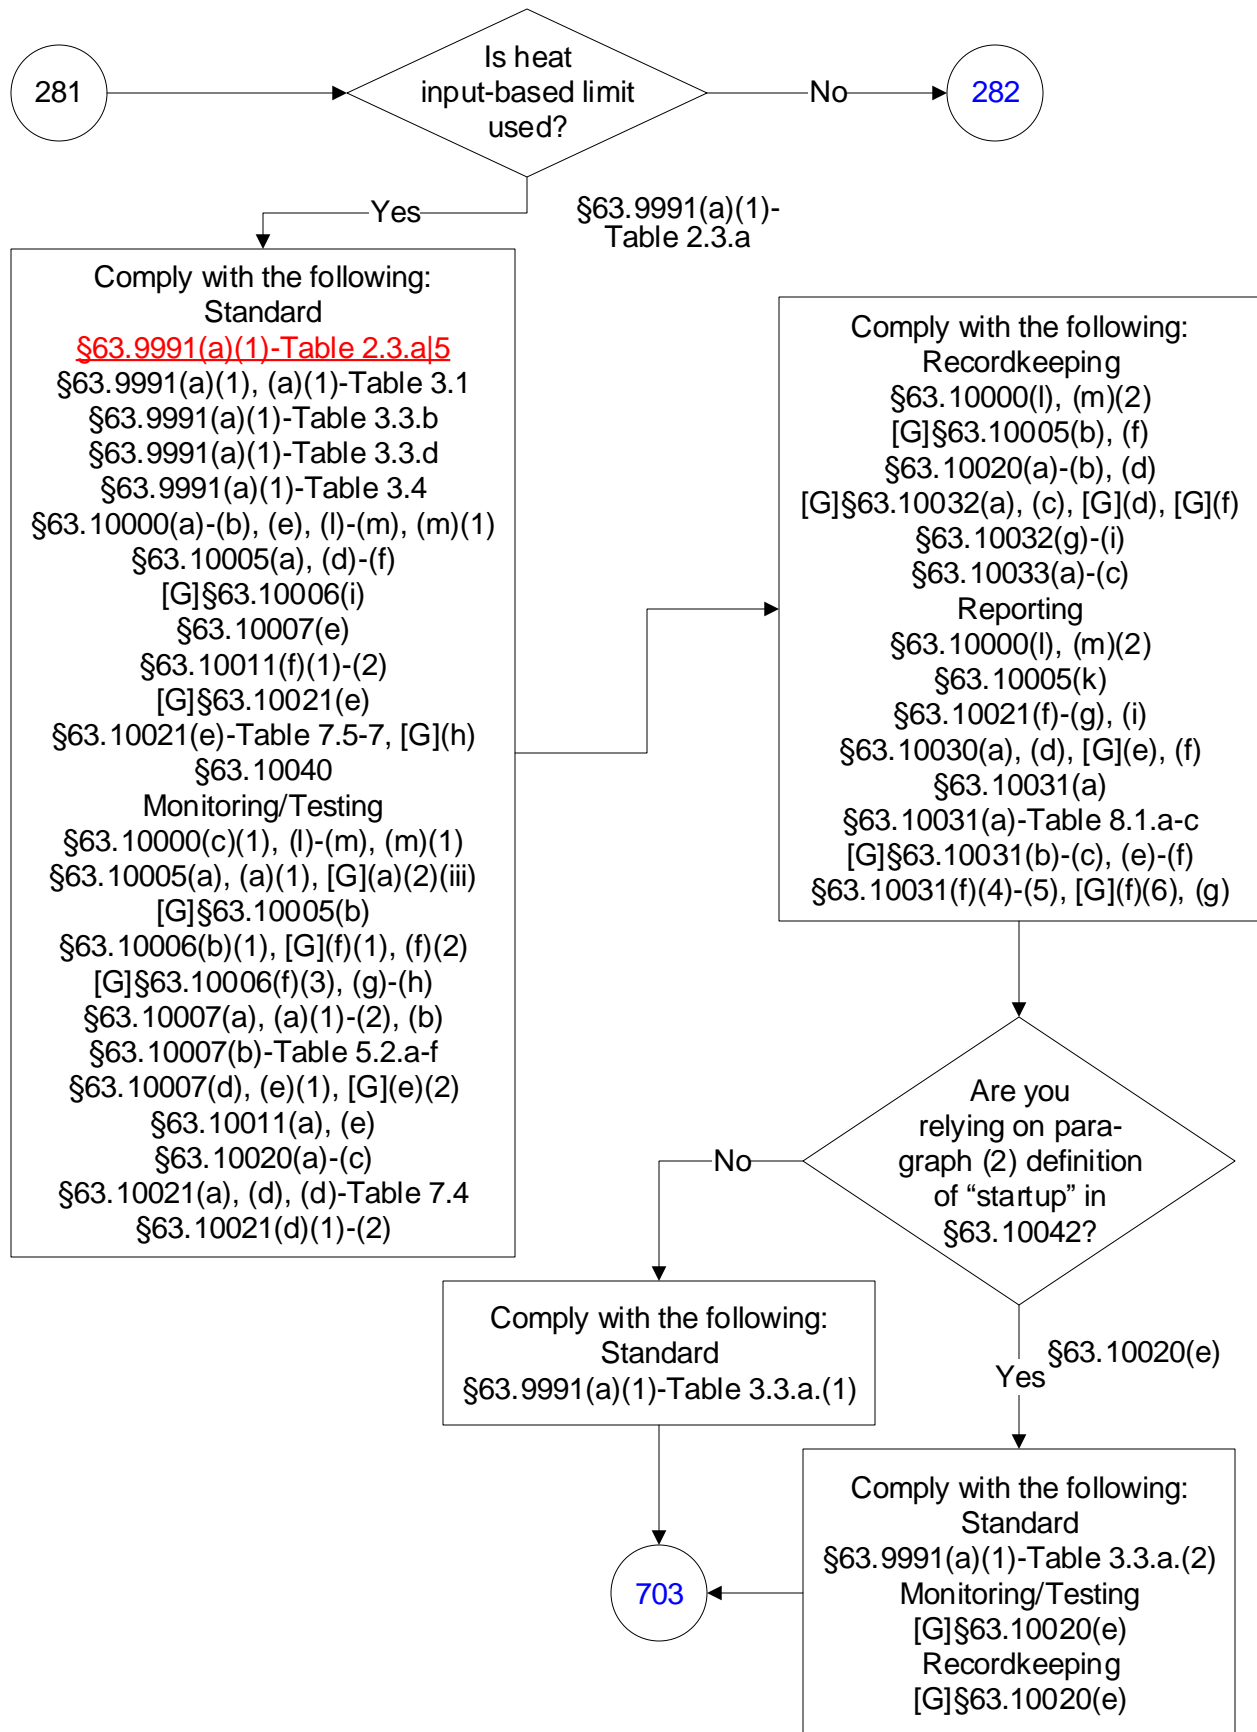 281
Is heat
input-based limit
used?
No
282
Yes
§63.9991(a)(1)-
Table 2.3.a
Comply with the following:
Standard
§63.9991(a)(1)-Table 2.3.a|5
§63.9991(a)(1), (a)(1)-Table 3.1
§63.9991(a)(1)-Table 3.3.b
§63.9991(a)(1)-Table 3.3.d
§63.9991(a)(1)-Table 3.4
§63.10000(a)-(b), (e), (l)-(m), (m)(1)
§63.10005(a), (d)-(f)
[G]§63.10006(i)
§63.10007(e)
§63.10011(f)(1)-(2)
[G]§63.10021(e)
§63.10021(e)-Table 7.5-7, [G](h)
§63.10040
Monitoring/Testing
§63.10000(c)(1), (l)-(m), (m)(1)
§63.10005(a), (a)(1), [G](a)(2)(iii)
[G]§63.10005(b)
§63.10006(b)(1), [G](f)(1), (f)(2)
[G]§63.10006(f)(3), (g)-(h)
§63.10007(a), (a)(1)-(2), (b)
§63.10007(b)-Table 5.2.a-f
§63.10007(d), (e)(1), [G](e)(2)
§63.10011(a), (e)
§63.10020(a)-(c)
§63.10021(a), (d), (d)-Table 7.4
§63.10021(d)(1)-(2)
Comply with the following:
Recordkeeping
§63.10000(l), (m)(2)
[G]§63.10005(b), (f)
§63.10020(a)-(b), (d)
[G]§63.10032(a), (c), [G](d), [G](f)
§63.10032(g)-(i)
§63.10033(a)-(c)
Reporting
§63.10000(l), (m)(2)
§63.10005(k)
§63.10021(f)-(g), (i)
§63.10030(a), (d), [G](e), (f)
§63.10031(a)
§63.10031(a)-Table 8.1.a-c
[G]§63.10031(b)-(c), (e)-(f)
§63.10031(f)(4)-(5), [G](f)(6), (g)
Are you
relying on para-
graph (2) definition
of “startup” in
§63.10042?
No
Comply with the following:
Standard
§63.9991(a)(1)-Table 3.3.a.(1)
§63.10020(e)
Yes
Comply with the following:
Standard
§63.9991(a)(1)-Table 3.3.a.(2)
Monitoring/Testing
[G]§63.10020(e)
Recordkeeping
[G]§63.10020(e)
703